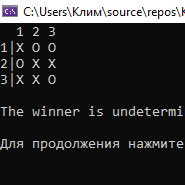 C:\Users\Клим\source\repos\
1 2 3
1|X O O
2|O X X
3|X X O
The winner is undetermi
Для продолжения нажмите